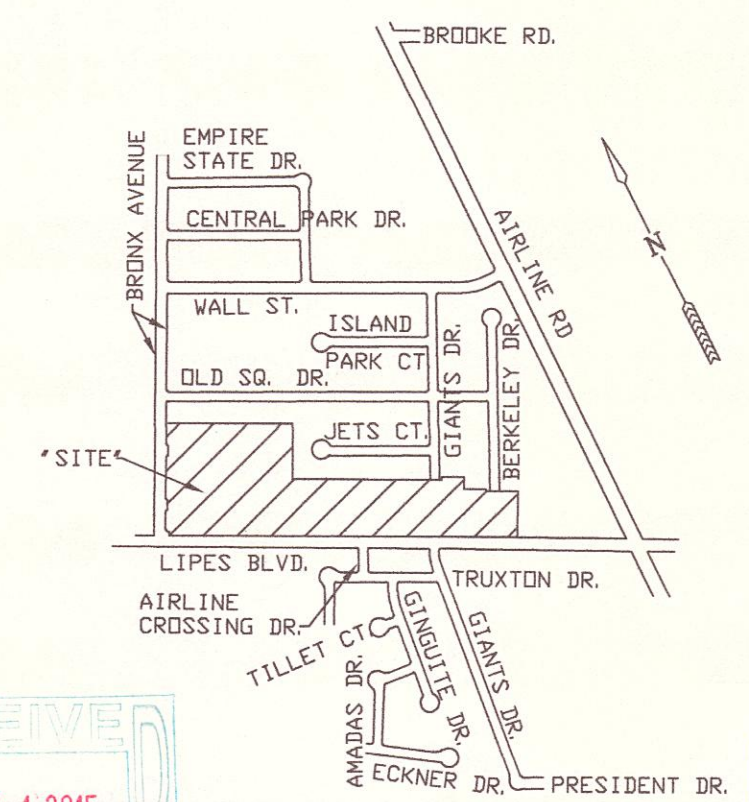 BROOKE RD.
EMPIRE
STATE DR.
BRONX AVENUE
CENTRAL PARK DR.
AIRLINE RD
N
WALL ST.
ISLAND
PARK CT
GIANTS DR.
BERKELEY DR.
OLD SQ. DR.
JETS CT.
"SITE"
LIPES BLVD.
TRUXTON DR.
AIRLINE
CROSSING DR.
TILLET CT
GINGUITE DR.
GIANTS DR.
AMADAS DR.
ECKNER DR.
PRESIDENT DR.
EIVED